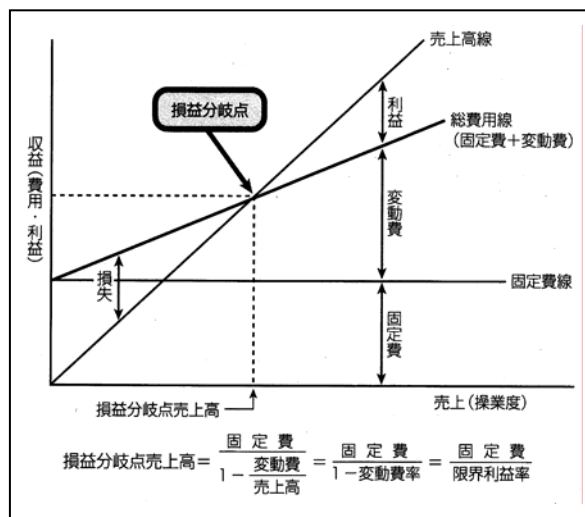 売上高線
利益
総費用線
(固定費+変動費)
損益分岐点
収益(費用・利益)
変動費
損失
固定費線
固定費
損益分岐点売上高
売上(操業度)
損益分岐点売上高=固定費/1-変動費/売上高=固定費/1-変動費率=固定費/限界利益率